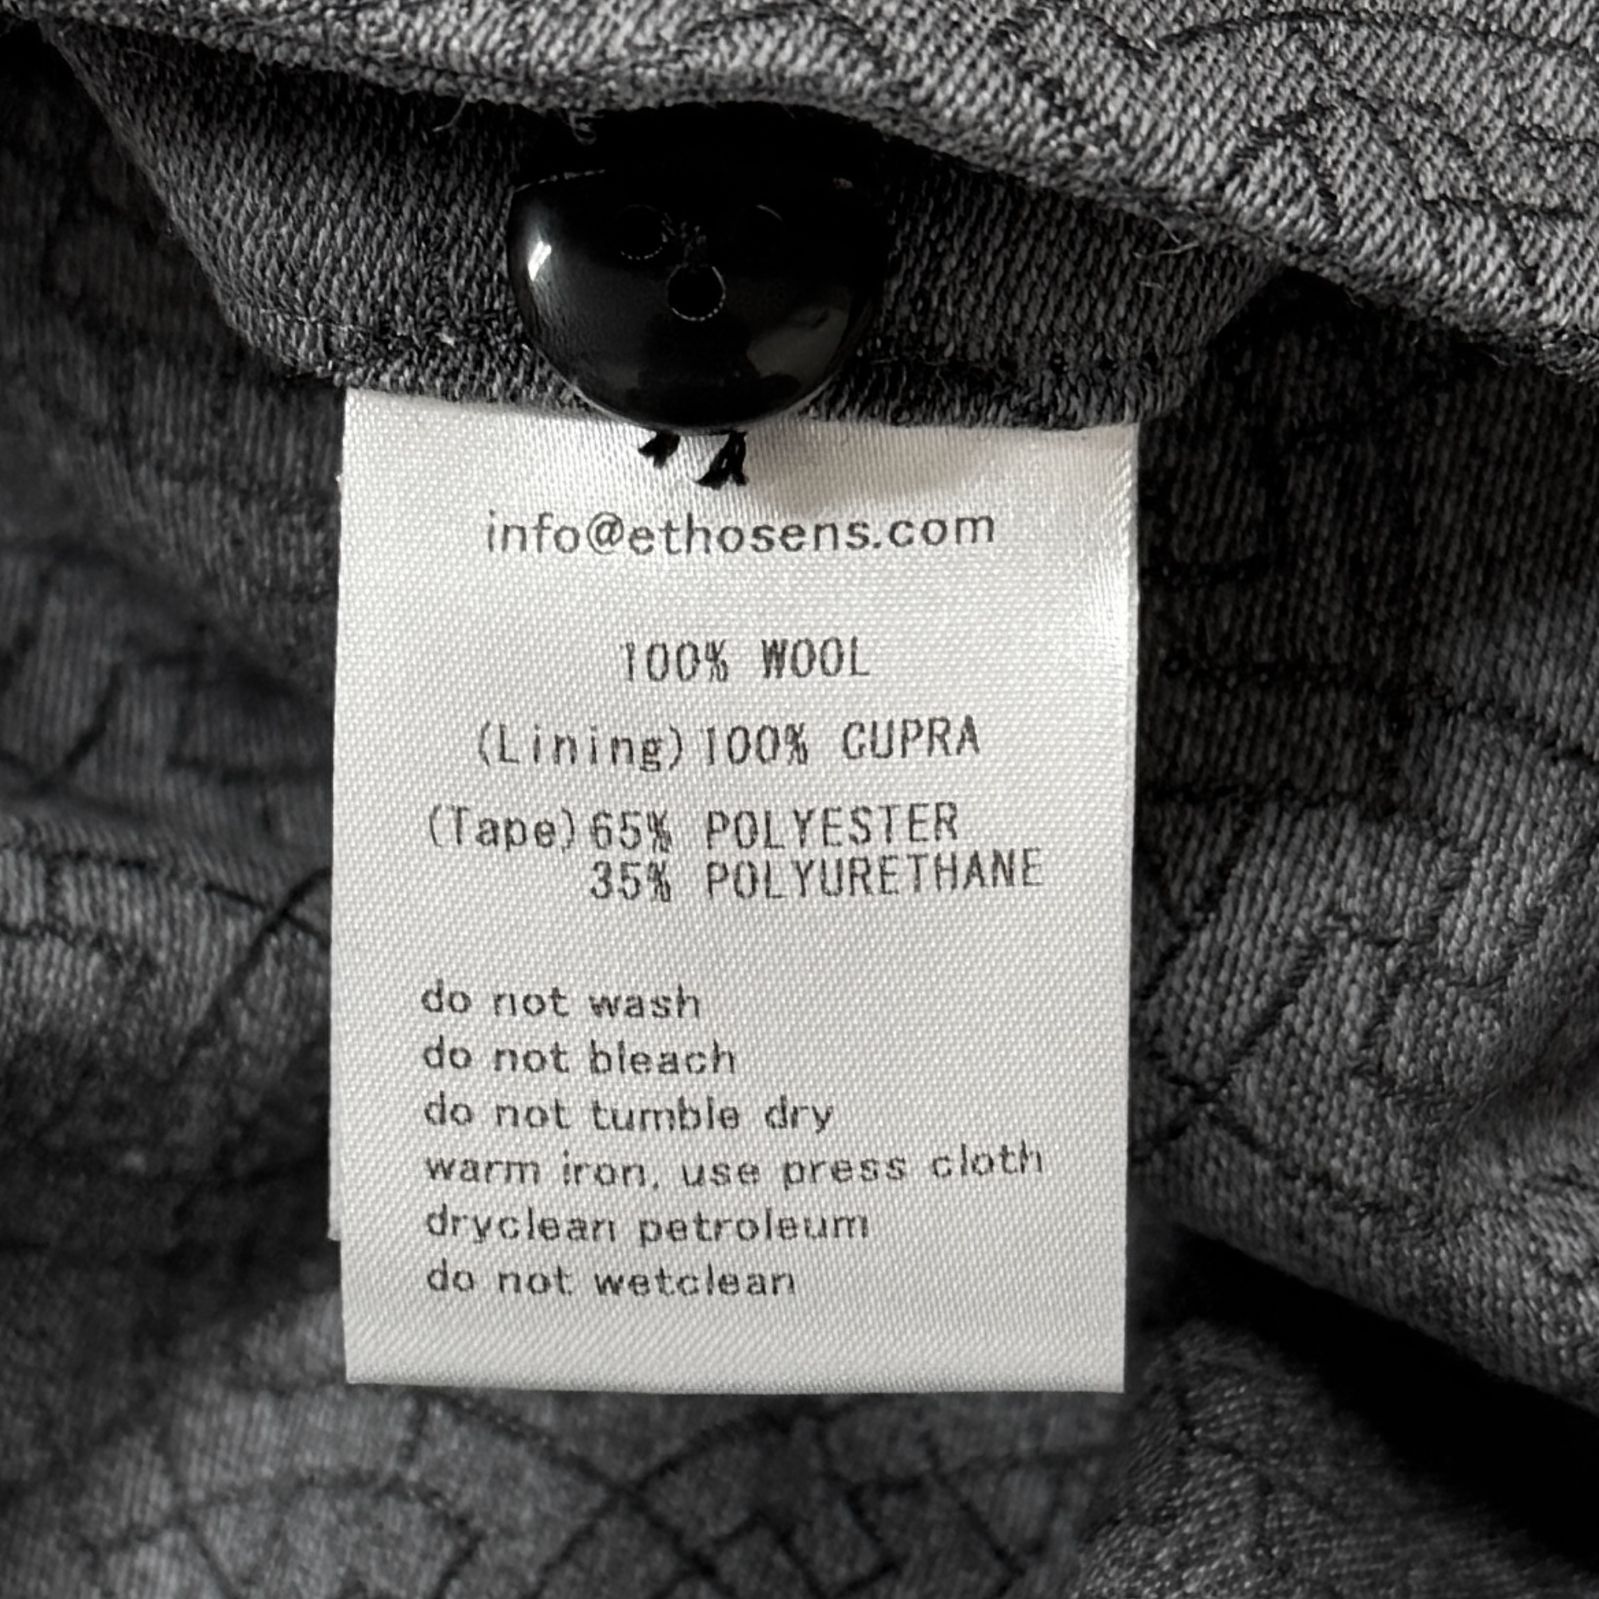 info@ethosens.com
100% WOOL
(Lining)100% CUPRA
(Tape)65% POLYESTER
35% POLYURETHANE
do not wash
do not bleach
do not tumble dry
warm iron, use press cloth
dryclean petroleum
do not wetclean